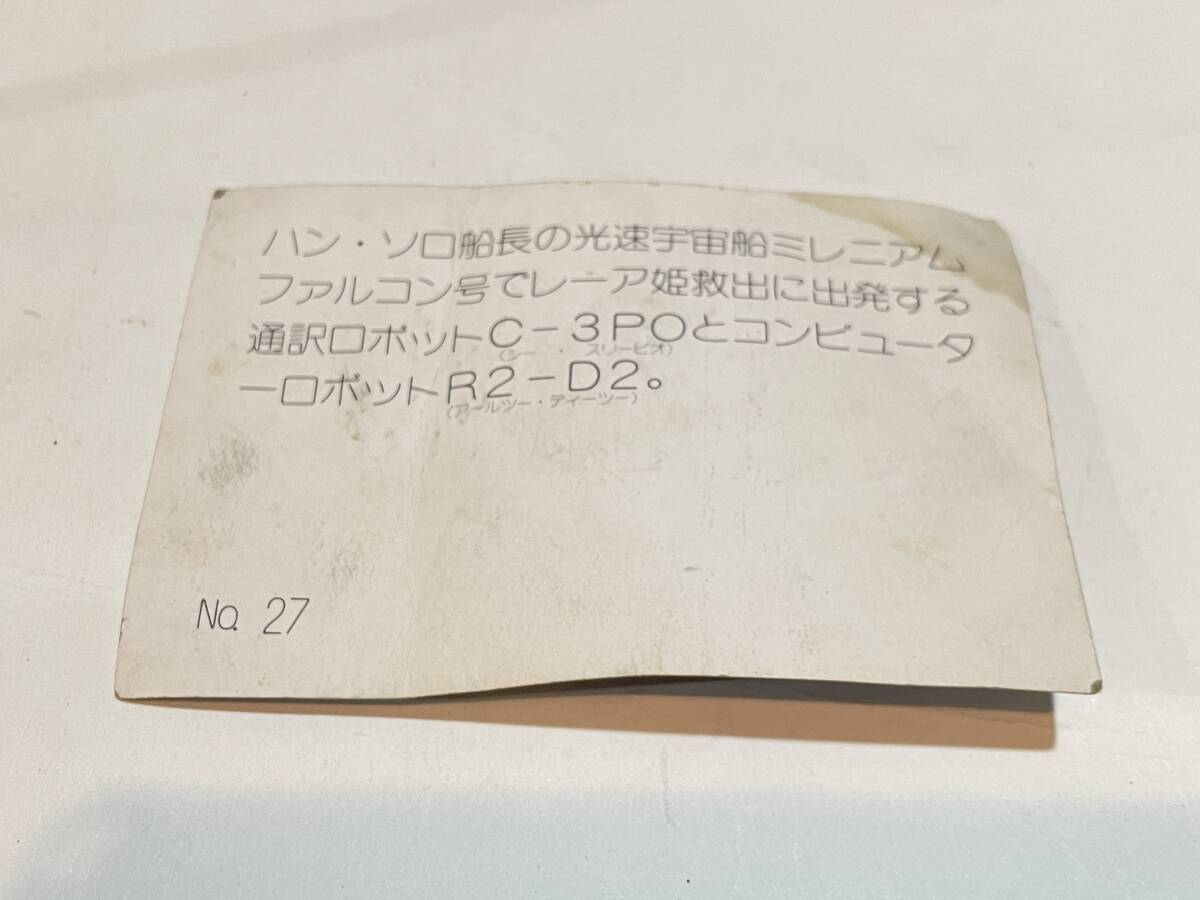 ハン・ソロ船長の光速宇宙船ミレニアム
ファルコン号でレーア姫救出に出発する
通訳ロボットC-3POとコンピュータ
(シー・スリーピオ)
ーロボットR2-D2。
(アールツー・ディーツー)
No. 27